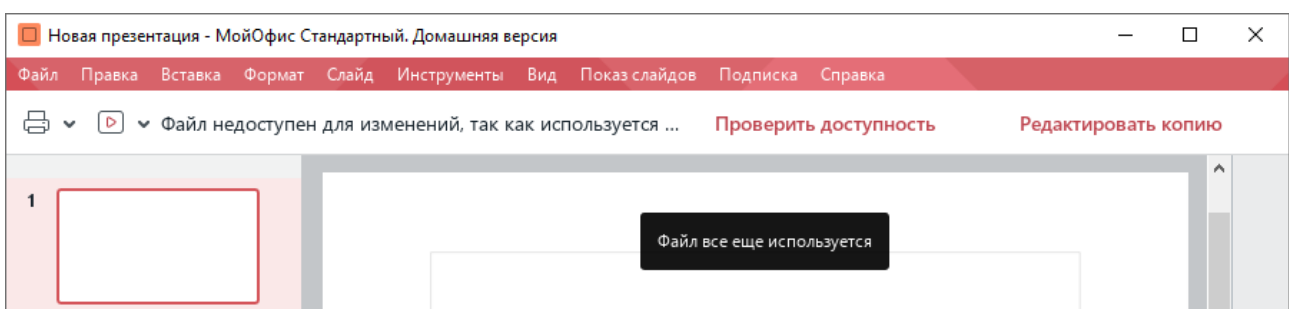 Новая презентация - МойОфис Стандартный. Домашняя версия
Файл Правка Вставка Формат Слайд Инструменты Вид Показ слайдов Подписка Справка
Файл недоступен для изменений, так как используется ... Проверить доступность Редактировать копию
1
Файл все еще используется